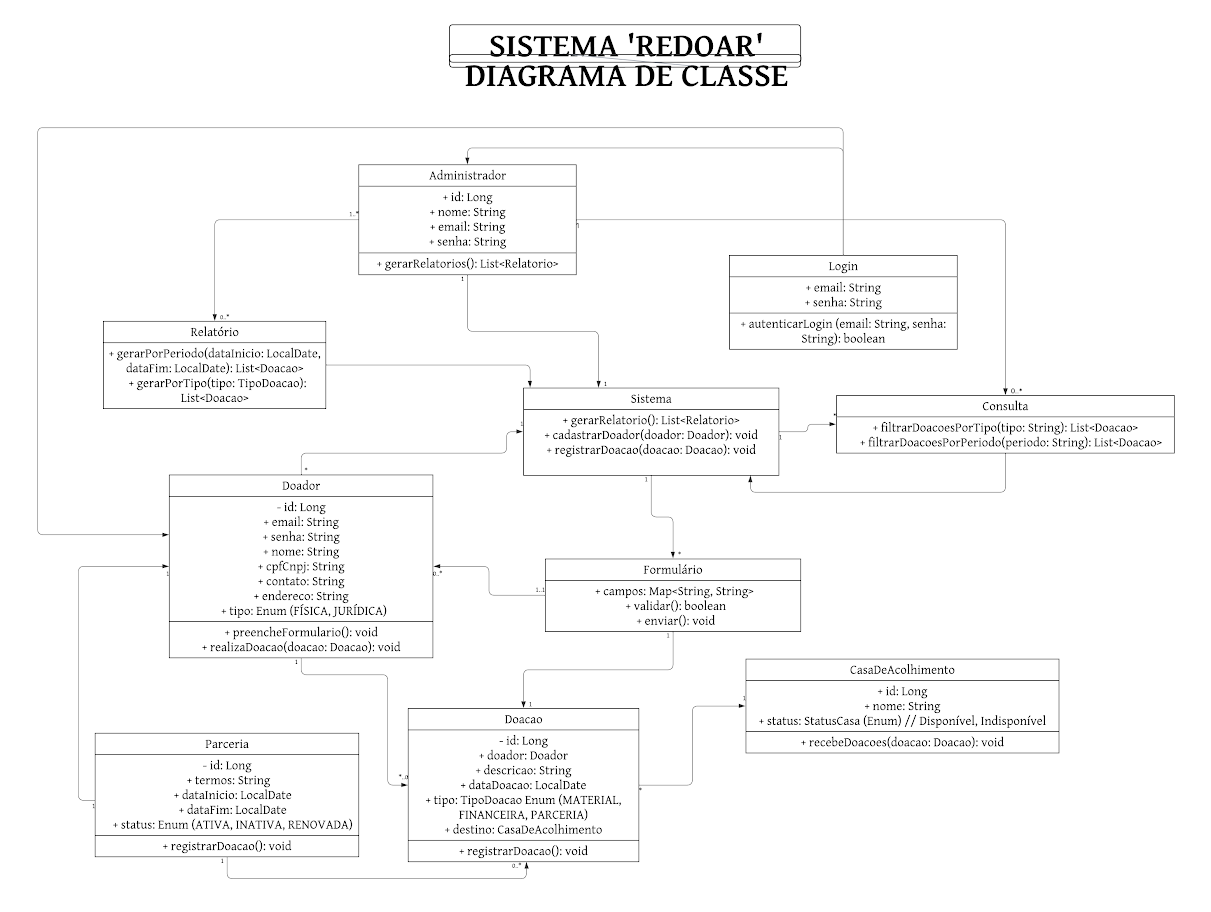 SISTEMA 'REDOAR'
DIAGRAMA DE CLASSE
Administrador
+ id: Long
+ nome: String
+ email: String
+ senha: String
+ gerarRelatorios(): List<Relatorio>
1..*
1
1
Login
+ email: String
+ senha: String
+ autenticarLogin (email: String, senha:
String): boolean
0..*
Relatório
+ gerarPorPeriodo(dataInicio: LocalDate,
dataFim: LocalDate): List<Doacao>
+ gerarPorTipo(tipo: TipoDoacao):
List<Doacao>
1
Sistema
+ gerarRelatorio(): List<Relatorio>
+ cadastrarDoador(doador: Doador): void
+ registrarDoacao(doacao: Doacao): void
1
1
*
1
0..*
Consulta
+ filtrarDoacoesPorTipo(tipo: String): List<Doacao>
+ filtrarDoacoesPorPeriodo(periodo: String): List<Doacao>
*
Doador
- id: Long
+ email: String
+ senha: String
+ nome: String
+ cpfCnpj: String
+ contato: String
+ endereco: String
+ tipo: Enum (FÍSICA, JURÍDICA)
+ preencheFormulario(): void
+ realizaDoacao(doacao: Doacao): void
1
0..*
1
*
Formulário
+ campos: Map<String, String>
+ validar(): boolean
+ enviar(): void
1..1
1
CasaDeAcolhimento
+ id: Long
+ nome: String
+ status: StatusCasa (Enum) // Disponível, Indisponível
+ recebeDoacoes(doacao: Doacao): void
1
1
Doacao
- id: Long
+ doador: Doador
+ descricao: String
+ dataDoacao: LocalDate
+ tipo: TipoDoacao Enum (MATERIAL,
FINANCEIRA, PARCERIA)
+ destino: CasaDeAcolhimento
+ registrarDoacao(): void
*
0..*
Parceria
- id: Long
+ termos: String
+ dataInicio: LocalDate
+ dataFim: LocalDate
+ status: Enum (ATIVA, INATIVA, RENOVADA)
+ registrarDoacao(): void
1
1